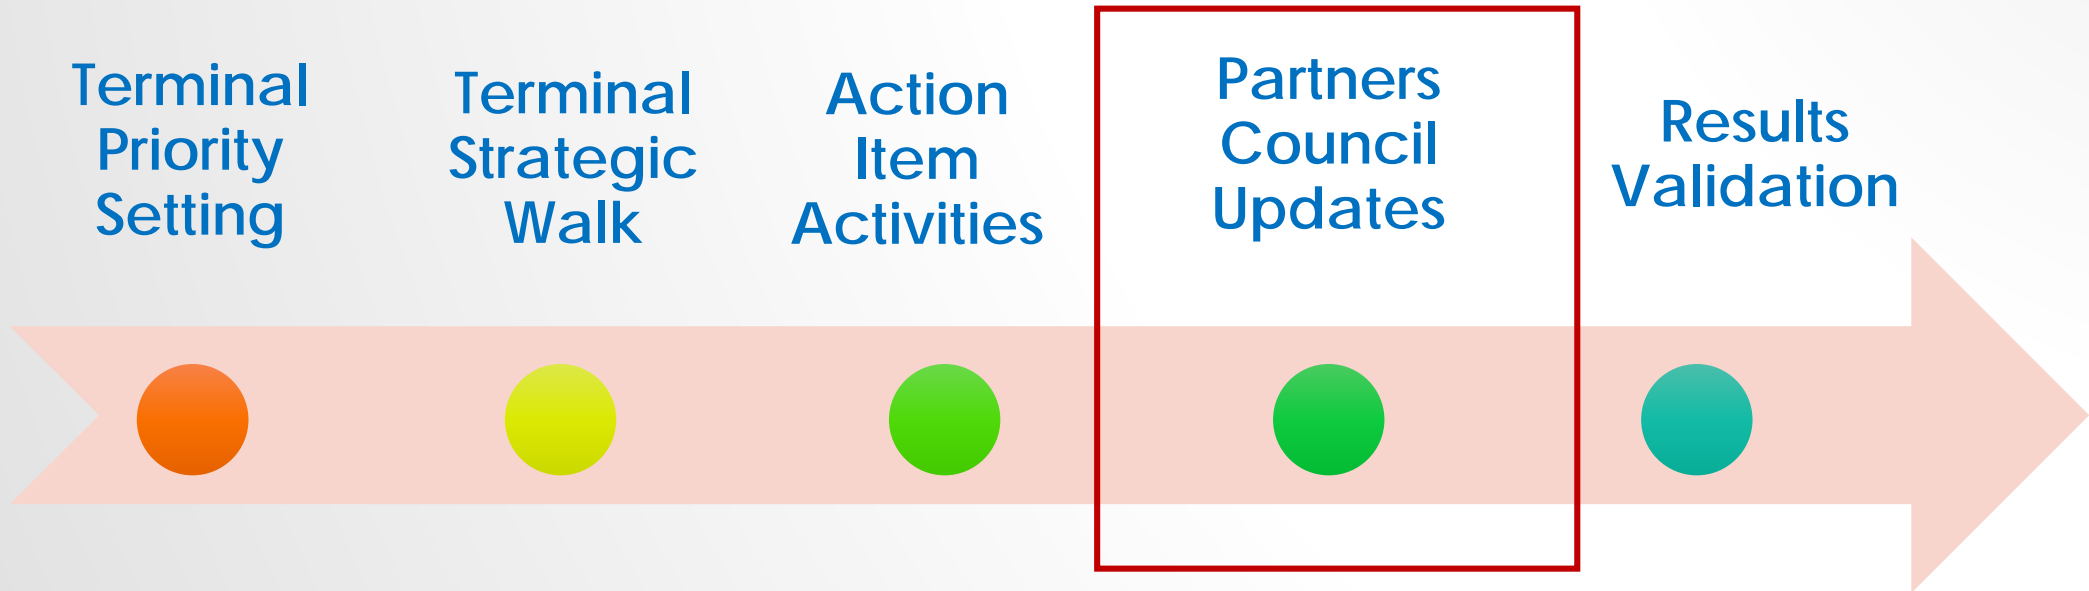 Terminal
Priority
Setting
Terminal
Strategic
Walk
Action
Item
Activities
Partners
Council
Updates
Results
Validation